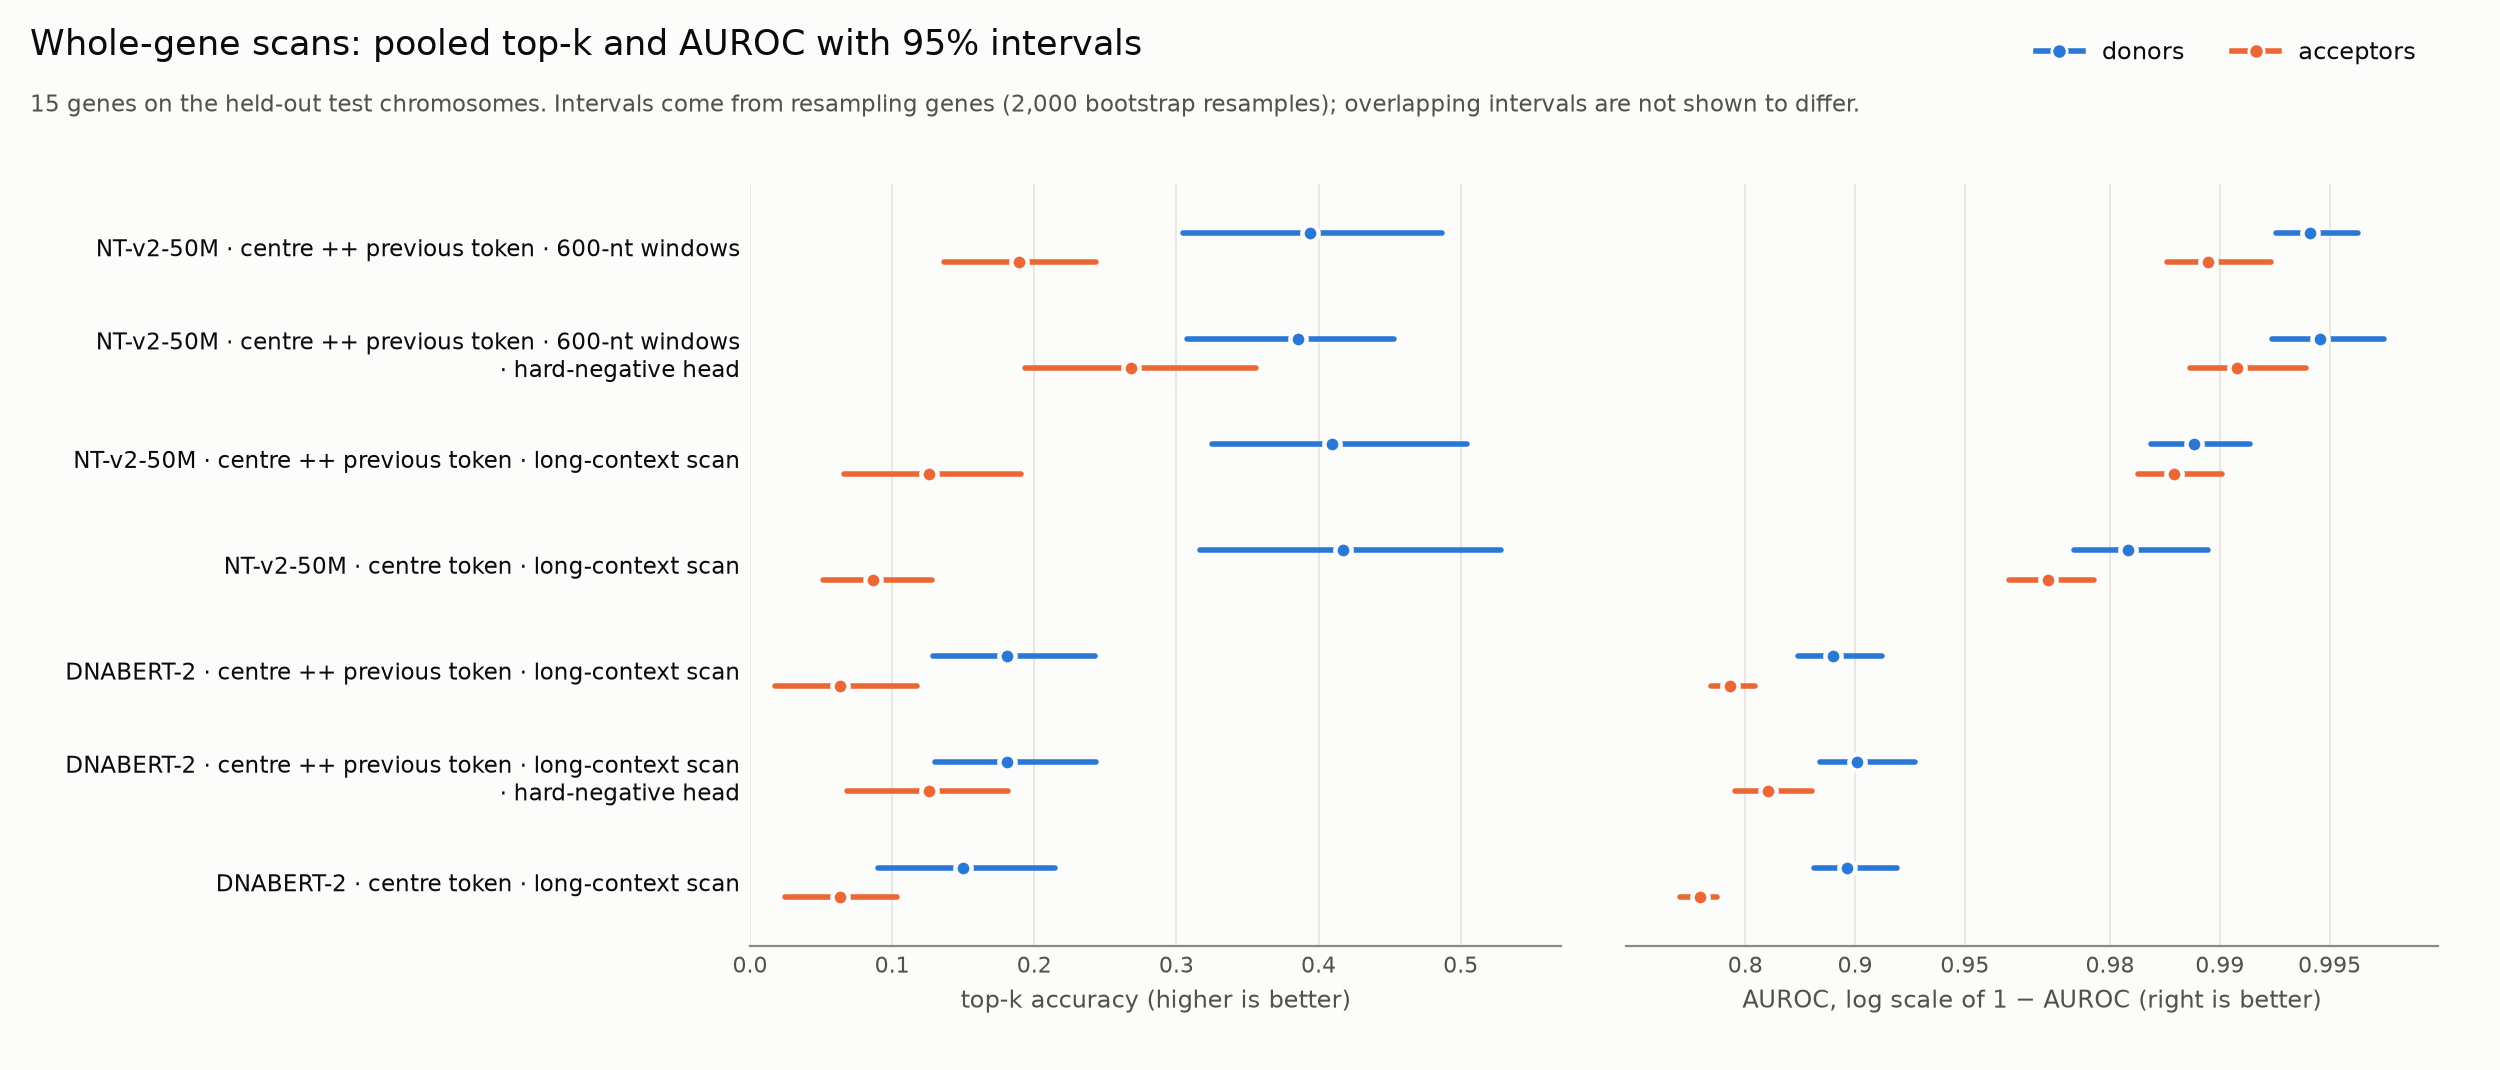 Whole-gene scans: pooled top-k and AUROC with 95% intervals
donors
acceptors
15 genes on the held-out test chromosomes. Intervals come from resampling genes (2,000 bootstrap resamples); overlapping intervals are not shown to differ.
NT-v2-50M · centre ++ previous token · 600-nt windows
NT-v2-50M · centre ++ previous token · 600-nt windows
· hard-negative head
NT-v2-50M · centre ++ previous token · long-context scan
NT-v2-50M · centre token · long-context scan
DNABERT-2 · centre ++ previous token · long-context scan
DNABERT-2 · centre ++ previous token · long-context scan
· hard-negative head
DNABERT-2 · centre token · long-context scan
0.0 0.1 0.2 0.3 0.4 0.5
top-k accuracy (higher is better)
0.8 0.9 0.95 0.98 0.99 0.995
AUROC, log scale of 1 − AUROC (right is better)